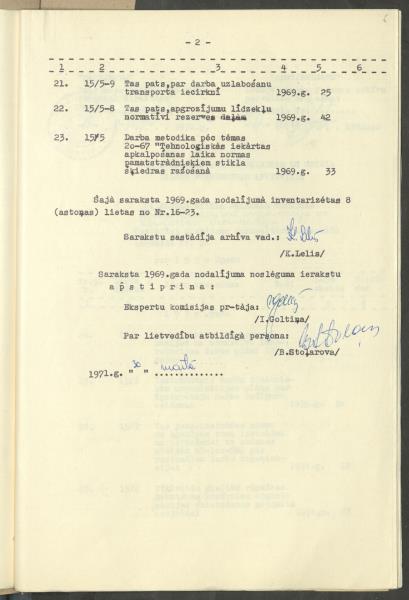 6
- 2 -
1 2 3 4 5 6
21. 15/5-9 Tas pats,par darba uzlabošanu
transporta iecirknī 1969.g. 25
22. 15/5-8 Tas pats,apgrozījumu līdzekļu
normatīvi rezerves daļām 1969.g. 42
23. 15/5 Darba metodika pēc tēmas
2o-67 "Tehnoloģiskās iekārtas
apkalpošanas laika normas
pamatstrādniekiem stikla
šķiedras ražošanā 1969.g. 33
Šajā saraksta 1969.gada nodalījumā inventarizētas 8
(astoņas) lietas no Nr.16-23.
Sarakstu sastādīja arhīva vad.:
/K.Lelis/
Saraksta 1969.gada nodalījuma noslēguma ierakstu
apstiprina:
Ekspertu komisijas pr-tāja:
/I.Goltiņa/
Par lietvedību atbildīgā persona:
/B.Stoļarova/
1971.g. " 30 " martā